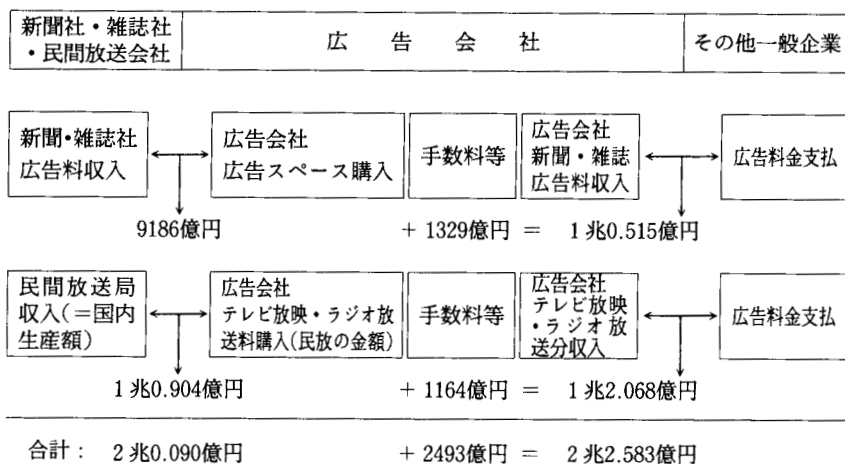 新聞社・雑誌社
・民間放送会社
広告会社
その他一般企業
新聞・雑誌社
広告料収入
広告会社
広告スペース購入
手数料等
広告会社
新聞・雑誌
広告料収入
広告料金支払
9186億円 + 1329億円 = 1兆0.515億円
民間放送局
収入(=国内
生産額)
広告会社
テレビ放映・ラジオ放
送料購入(民放の金額)
手数料等
広告会社
テレビ放映
・ラジオ放
送分収入
広告料金支払
1兆0.904億円 + 1164億円 = 1兆2.068億円
合計: 2兆0.090億円 + 2493億円 = 2兆2.583億円